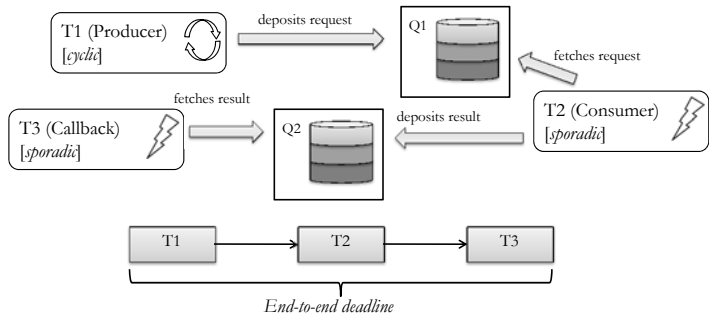 T1 (Producer)
[cyclic]
deposits request
Q1
fetches request
T3 (Callback)
[sporadic]
fetches result
Q2
deposits result
T2 (Consumer)
[sporadic]
T1
T2
T3
End-to-end deadline